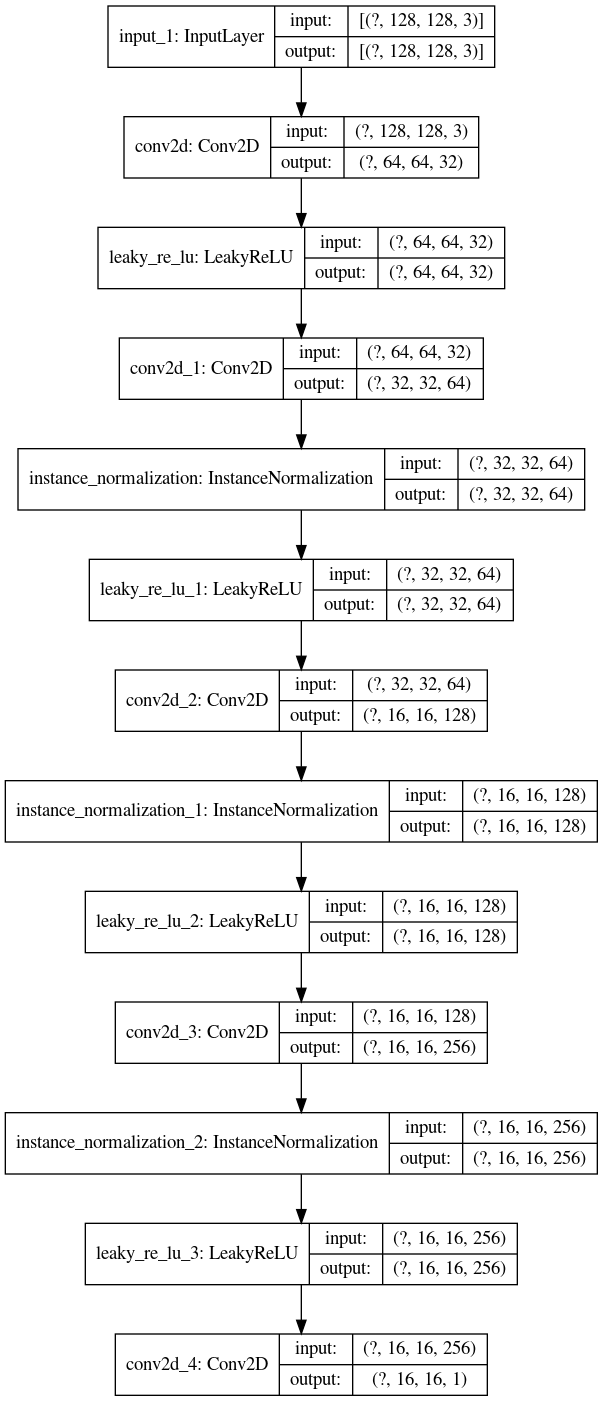 input_1: InputLayer
input: [(?, 128, 128, 3)]
output: [(?, 128, 128, 3)]
conv2d: Conv2D
input: (?, 128, 128, 3)
output: (?, 64, 64, 32)
leaky_re_lu: LeakyReLU
input: (?, 64, 64, 32)
output: (?, 64, 64, 32)
conv2d_1: Conv2D
input: (?, 64, 64, 32)
output: (?, 32, 32, 64)
instance_normalization: InstanceNormalization
input: (?, 32, 32, 64)
output: (?, 32, 32, 64)
leaky_re_lu_1: LeakyReLU
input: (?, 32, 32, 64)
output: (?, 32, 32, 64)
conv2d_2: Conv2D
input: (?, 32, 32, 64)
output: (?, 16, 16, 128)
instance_normalization_1: InstanceNormalization
input: (?, 16, 16, 128)
output: (?, 16, 16, 128)
leaky_re_lu_2: LeakyReLU
input: (?, 16, 16, 128)
output: (?, 16, 16, 128)
conv2d_3: Conv2D
input: (?, 16, 16, 128)
output: (?, 16, 16, 256)
instance_normalization_2: InstanceNormalization
input: (?, 16, 16, 256)
output: (?, 16, 16, 256)
leaky_re_lu_3: LeakyReLU
input: (?, 16, 16, 256)
output: (?, 16, 16, 256)
conv2d_4: Conv2D
input: (?, 16, 16, 256)
output: (?, 16, 16, 1)